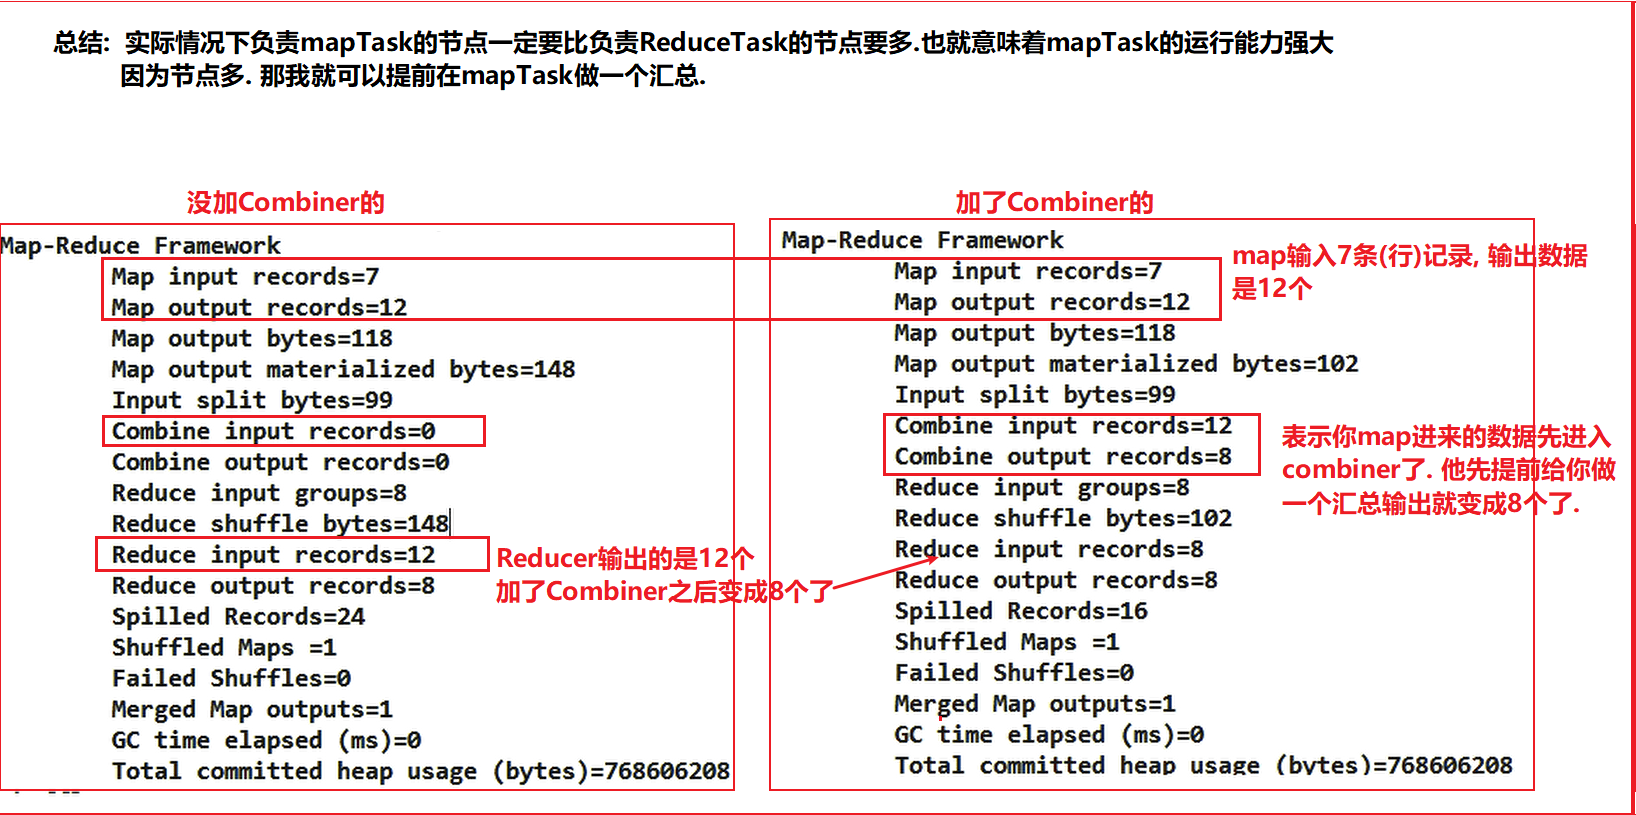 总结: 实际情况下负责mapTask的节点一定要比负责ReduceTask的节点要多.也就意味着mapTask的运行能力强大
因为节点多. 那我就可以提前在mapTask做一个汇总.
没加Combiner的
Map-Reduce Framework
Map input records=7
Map output records=12
Map output bytes=118
Map output materialized bytes=148
Input split bytes=99
Combine input records=0
Combine output records=0
Reduce input groups=8
Reduce shuffle bytes=148
Reduce input records=12
Reduce output records=8
Spilled Records=24
Shuffled Maps =1
Failed Shuffles=0
Merged Map outputs=1
GC time elapsed (ms)=0
Total committed heap usage (bytes)=768606208
Reducer输出的是12个
加了Combiner之后变成8个了
加了Combiner的
Map-Reduce Framework
Map input records=7
Map output records=12
Map output bytes=118
Map output materialized bytes=102
Input split bytes=99
Combine input records=12
Combine output records=8
Reduce input groups=8
Reduce shuffle bytes=102
Reduce input records=8
Reduce output records=8
Spilled Records=16
Shuffled Maps =1
Failed Shuffles=0
Merged Map outputs=1
GC time elapsed (ms)=0
Total committed heap usage (bytes)=768606208
map输入7条(行)记录, 输出数据
是12个
表示你map进来的数据先进入
combiner了. 他先提前给你做
一个汇总输出就变成8个了.